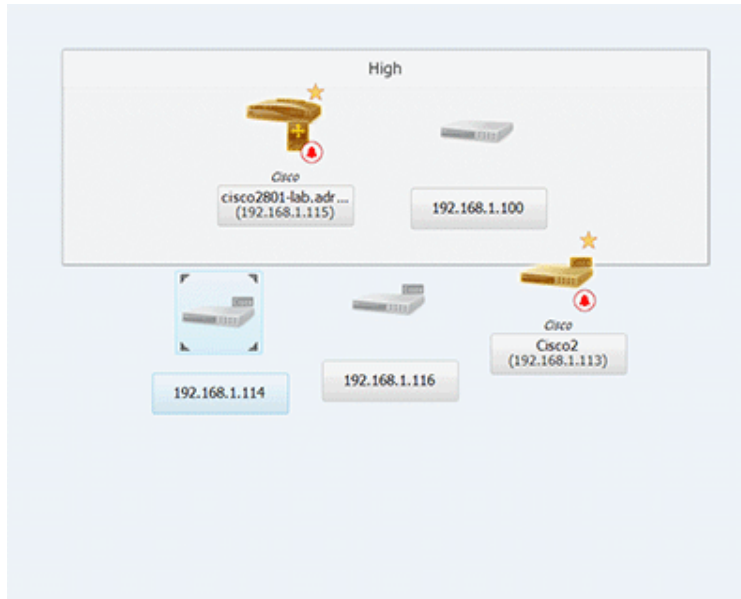 High
Cisco
cisco2801-lab.adr...
(192.168.1.115)
192.168.1.100
Cisco
Cisco2
(192.168.1.113)
192.168.1.114
192.168.1.116